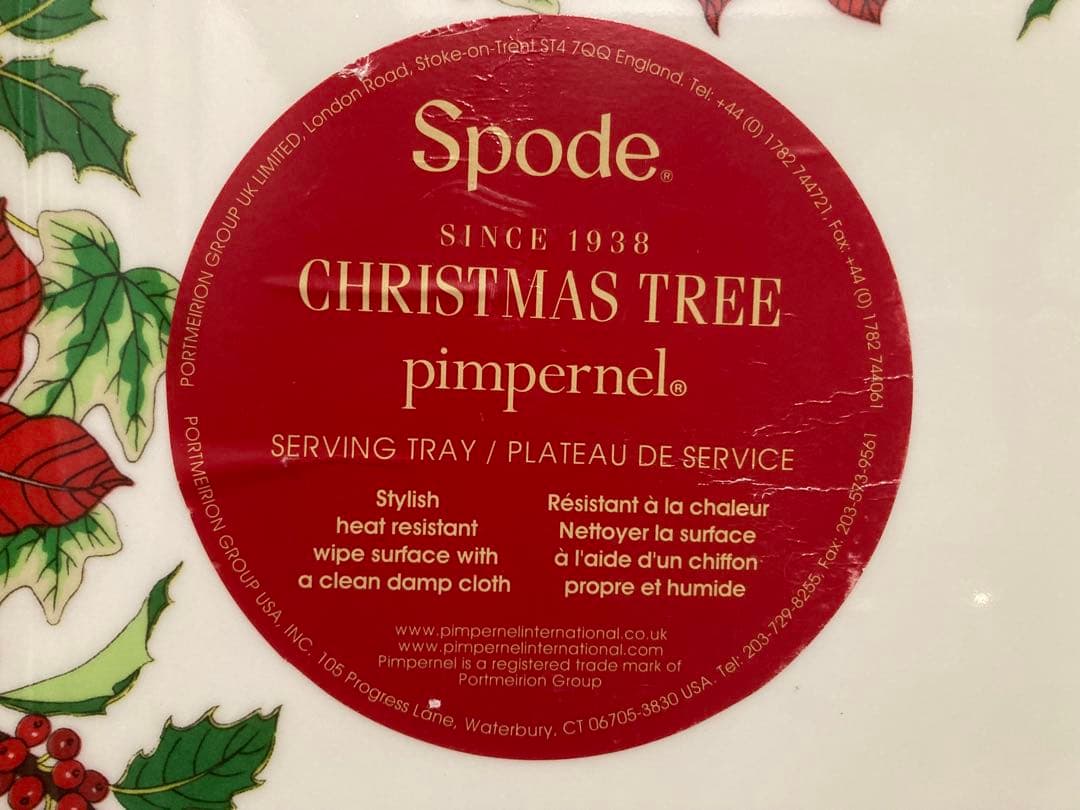 PORTMEIRION GROUP UK LIMITED, London Road, Stoke-on-Trent ST4 7QQ England. Tel: +44 (0) 1782 744721, Fax: +44 (0) 1782 744061
Spode®
SINCE 1938
CHRISTMAS TREE
pimpernel®
SERVING TRAY / PLATEAU DE SERVICE
Stylish
heat resistant
wipe surface with
a clean damp cloth
Résistant à la chaleur
Nettoyer la surface
à l'aide d'un chiffon
propre et humide
www.pimpernelinternational.co.uk
www.pimpernelinternational.com
Pimpernel is a registered trade mark of
Portmeirion Group
PORTMEIRION GROUP USA, INC. 105 Progress Lane, Waterbury. CT 06705-3830 USA. Tel: 203-729-8255, Fax: 203-573-9561